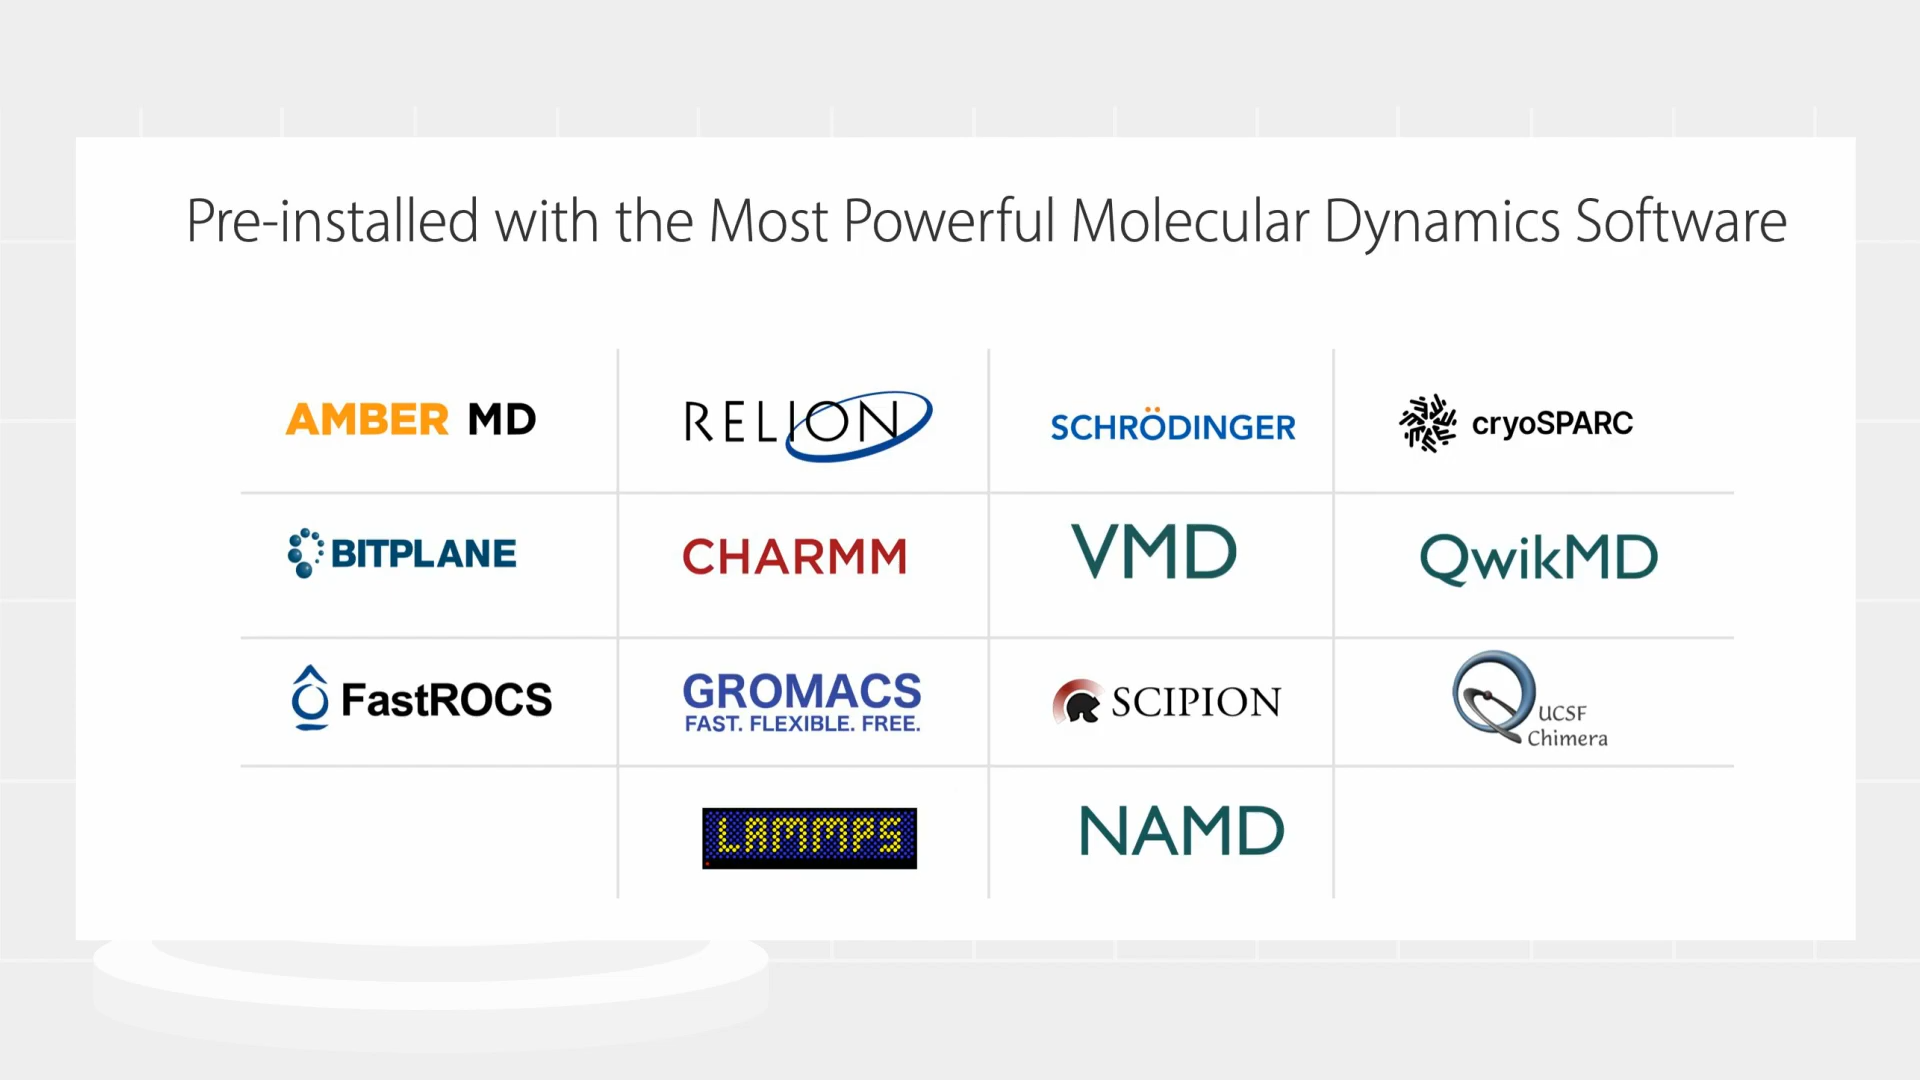 Pre-installed with the Most Powerful Molecular Dynamics Software
AMBER MD
RELION
SCHRÖDINGER
cryoSPARC
BITPLANE
CHARMM
VMD
QwikMD
FastROCS
GROMACS
FAST. FLEXIBLE. FREE.
SCIPION
UCSF
Chimera
LAMMPS
NAMD